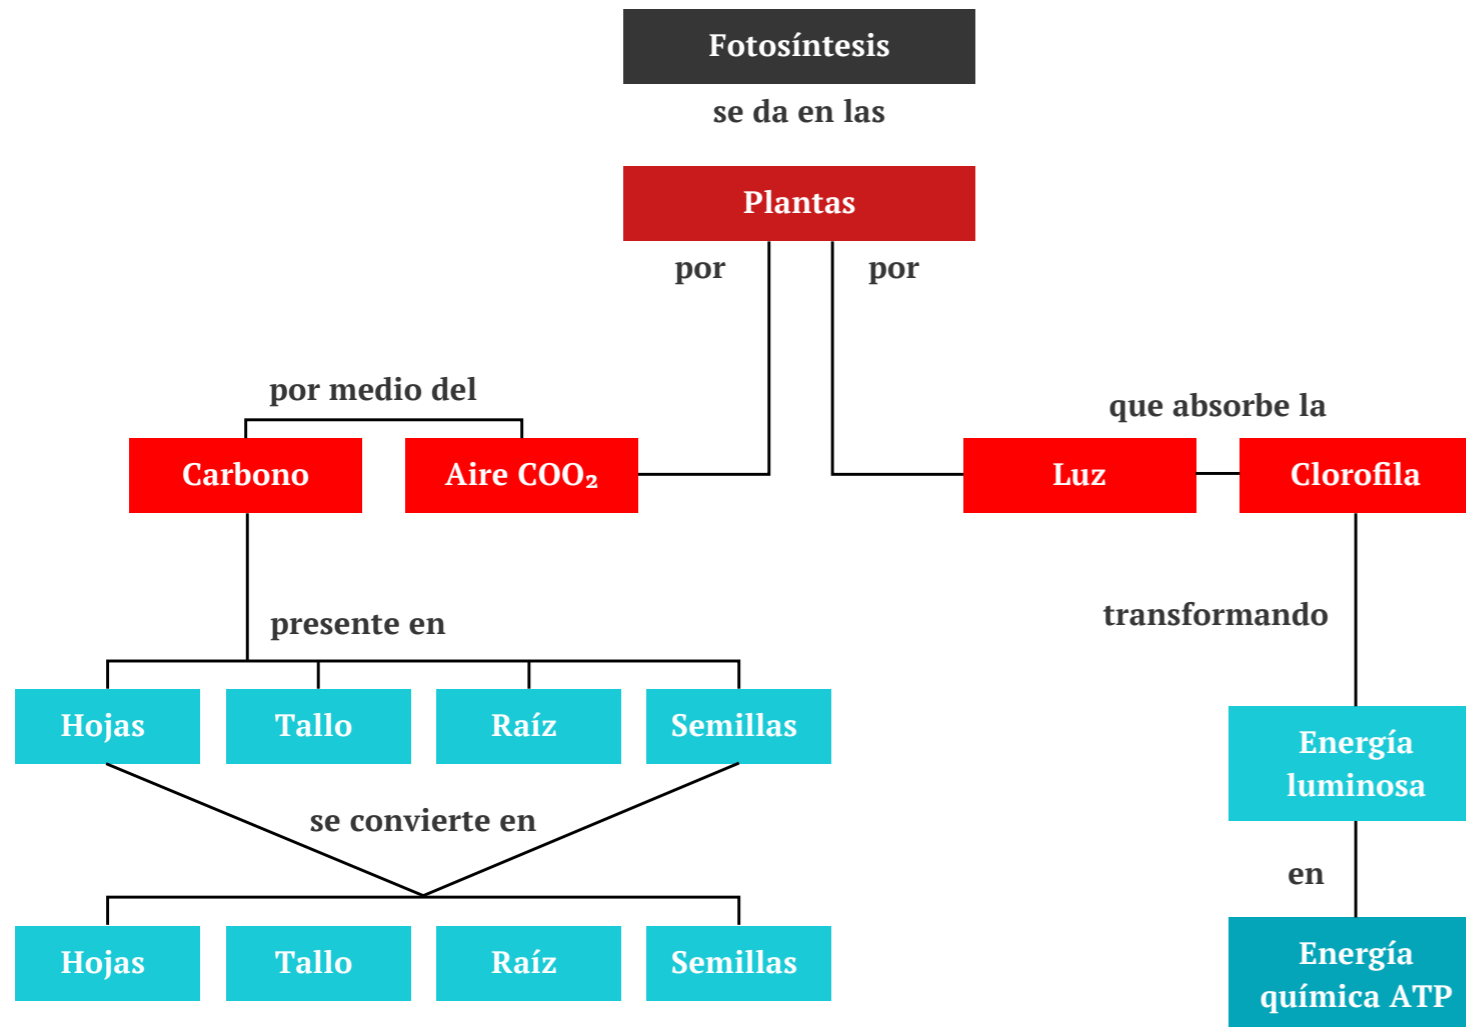 Fotosíntesis
se da en las
Plantas
por
por
por medio del
que absorbe la
Carbono
Aire COO₂
Luz
Clorofila
presente en
transformando
Hojas
Tallo
Raíz
Semillas
Energía
luminosa
se convierte en
en
Hojas
Tallo
Raíz
Semillas
Energía
química ATP